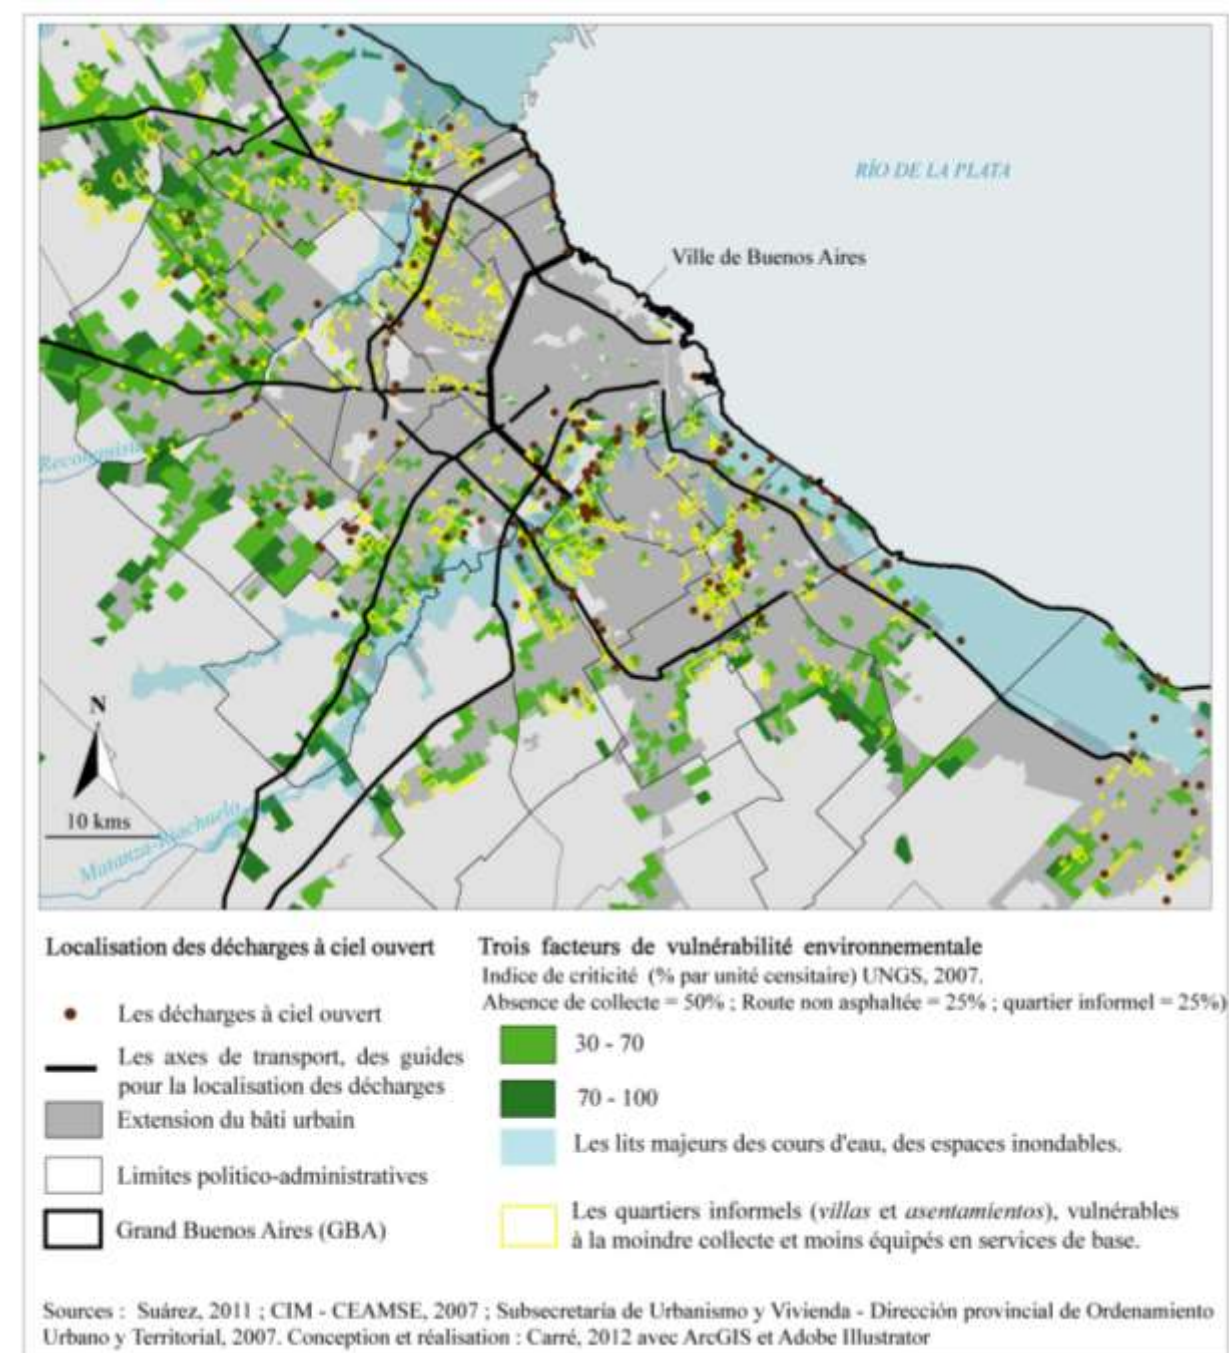 RÍO DE LA PLATA
Ville de Buenos Aires
Reconquista
N
10 kms
Matanza-Riachuelo
Localisation des décharges à ciel ouvert
Les décharges à ciel ouvert
Les axes de transport, des guides
pour la localisation des décharges
Extension du bâti urbain
Limites politico-administratives
Grand Buenos Aires (GBA)
Trois facteurs de vulnérabilité environnementale
Indice de criticité (% par unité censitaire) UNGS, 2007.
Absence de collecte = 50% ; Route non asphaltée = 25% ; quartier informel = 25%)
30 - 70
70 - 100
Les lits majeurs des cours d'eau, des espaces inondables.
Les quartiers informels (villas et asentamientos), vulnérables
à la moindre collecte et moins équipés en services de base.
Sources : Suárez, 2011 ; CIM - CEAMSE, 2007 ; Subsecretaría de Urbanismo y Vivienda - Dirección provincial de Ordenamiento
Urbano y Territorial, 2007. Conception et réalisation : Carré, 2012 avec ArcGIS et Adobe Illustrator